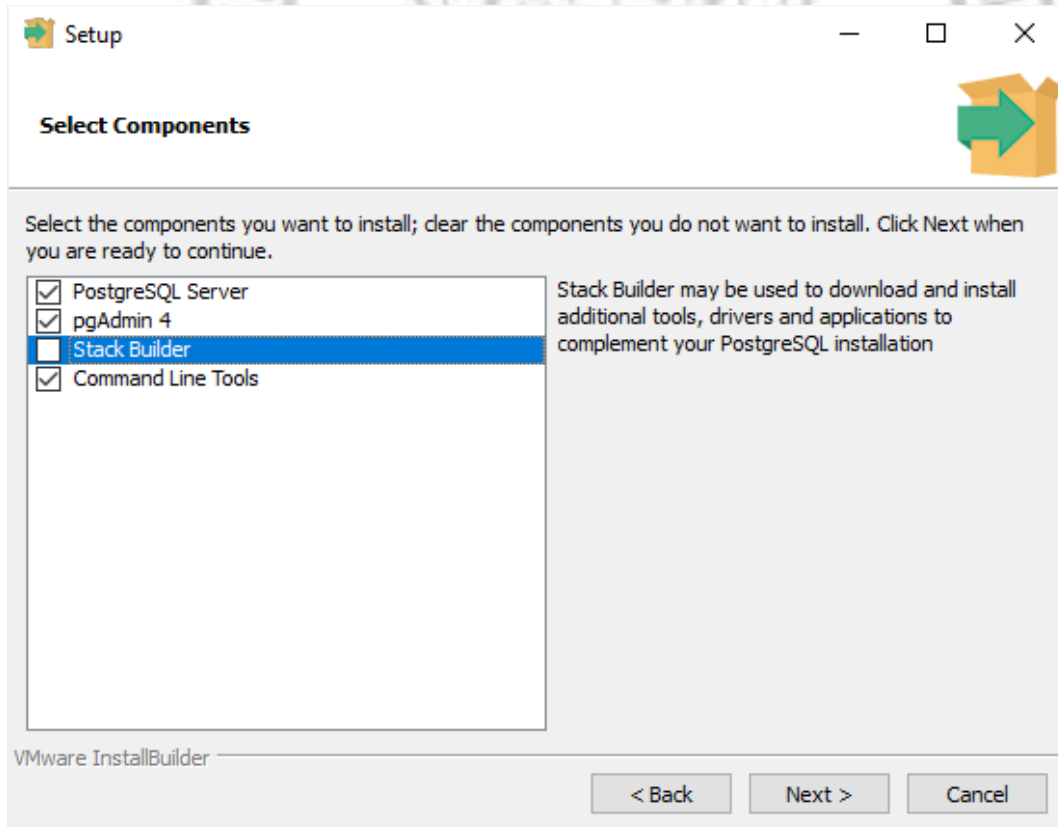 Setup
Select Components
Select the components you want to install; clear the components you do not want to install. Click Next when
you are ready to continue.
PostgreSQL Server
pgAdmin 4
Stack Builder
Command Line Tools
Stack Builder may be used to download and install
additional tools, drivers and applications to
complement your PostgreSQL installation
VMware InstallBuilder
< Back
Next >
Cancel